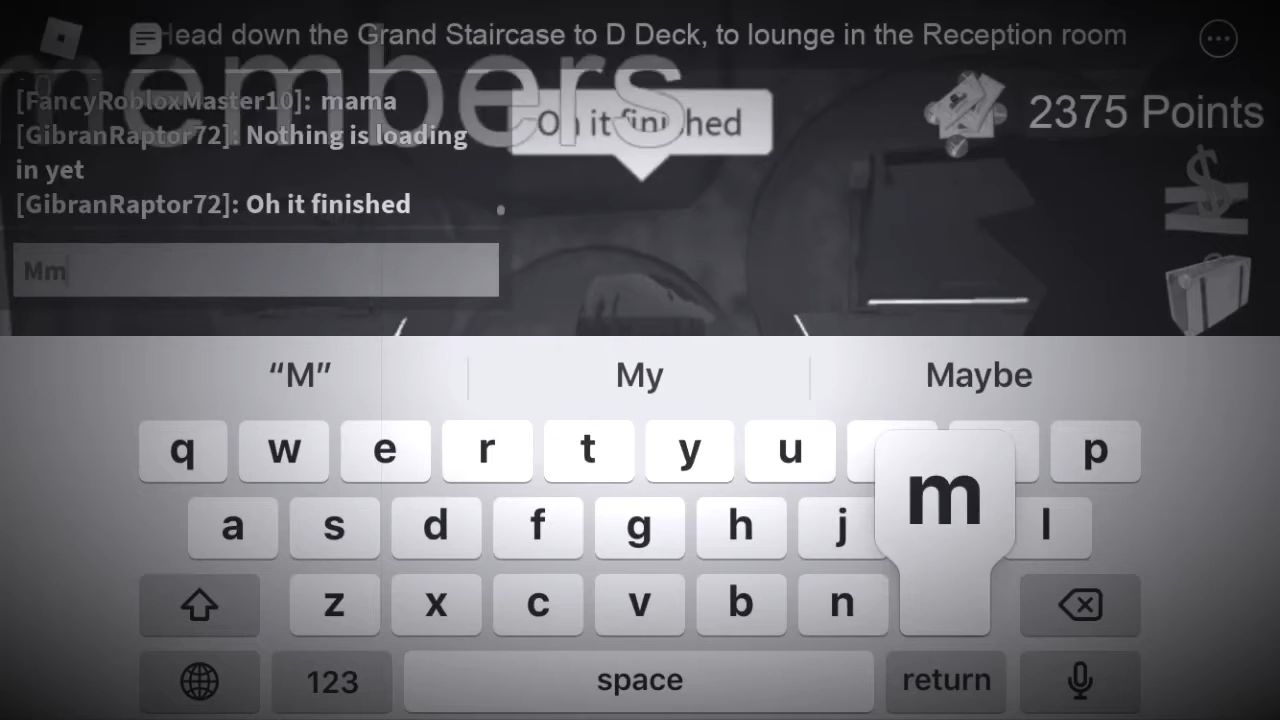 Head down the Grand Staircase to D Deck, to lounge in the Reception room
members
[FancyRobloxMaster10]: mama
[GibranRaptor72]: Nothing is loading
in yet
[GibranRaptor72]: Oh it finished
Oh it finished
2375 Points
Mm
“M” My Maybe
q w e r t y u p
a s d f g h j l
m
z x c v b n
123 space return